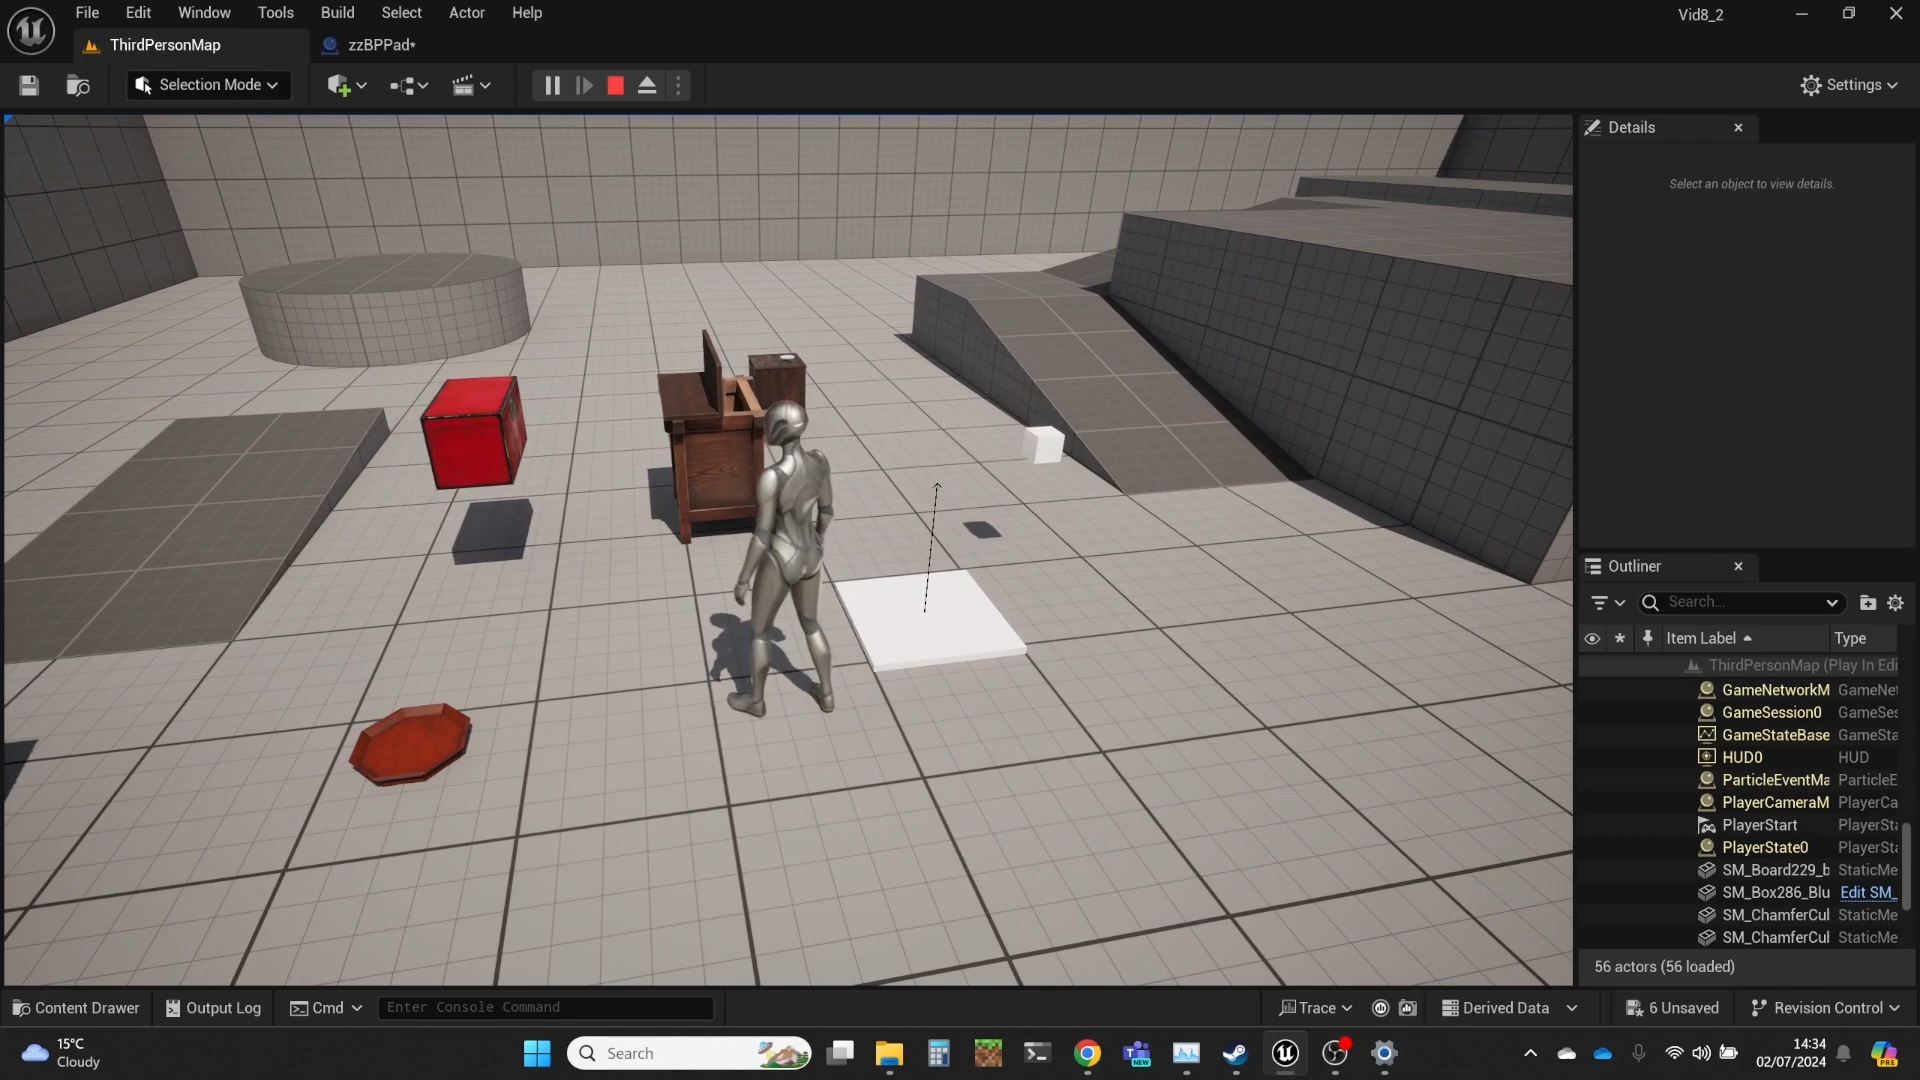 File Edit Window Tools Build Select Actor Help
Vid8_2
ThirdPersonMap
zzBPPad*
Selection Mode
Settings
Details
Select an object to view details.
Outliner
Search...
Item Label
Type
ThirdPersonMap (Play In Edi
GameNetworkM GameNet
GameSession0 GameSes
GameStateBase GameSta
HUD0 HUD
ParticleEventMa ParticleE
PlayerCameraM PlayerCa
PlayerStart PlayerSta
PlayerState0 PlayerSta
SM_Board229_b StaticMe
SM_Box286_Blu Edit SM_
SM_ChamferCul StaticMe
SM_ChamferCul StaticMe
56 actors (56 loaded)
Content Drawer Output Log Cmd Enter Console Command Trace Derived Data 6 Unsaved Revision Control
15°C
Cloudy
Search
NEW
14:34
02/07/2024
PRE